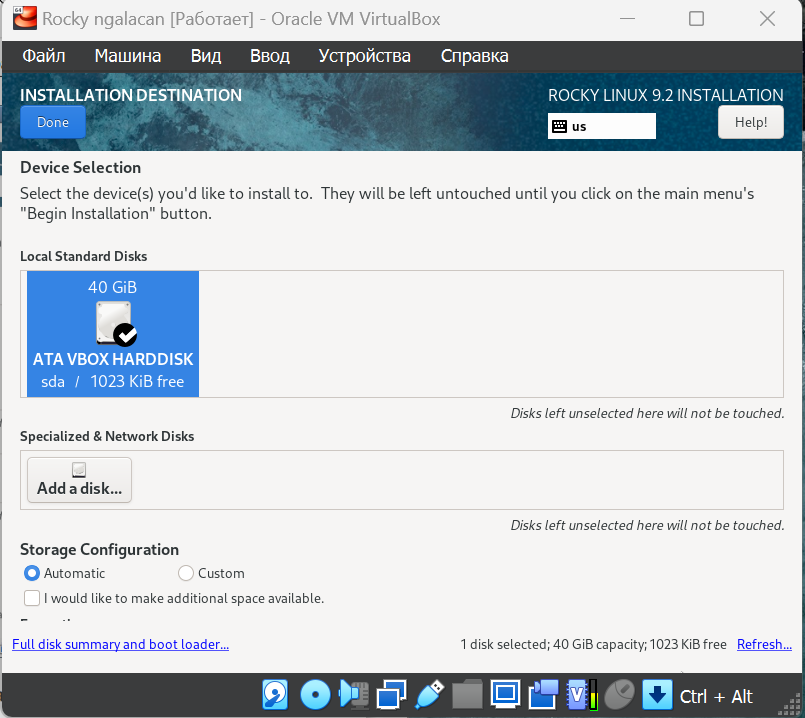 64
Rocky ngalacan [Работает] - Oracle VM VirtualBox
Файл Машина Вид Ввод Устройства Справка
INSTALLATION DESTINATION
ROCKY LINUX 9.2 INSTALLATION
Done
us
Help!
Device Selection
Select the device(s) you'd like to install to. They will be left untouched until you click on the main menu's
"Begin Installation" button.
Local Standard Disks
40 GiB
ATA VBOX HARDDISK
sda / 1023 KiB free
Disks left unselected here will not be touched.
Specialized & Network Disks
Add a disk...
Disks left unselected here will not be touched.
Storage Configuration
Automatic Custom
I would like to make additional space available.
Full disk summary and boot loader...
1 disk selected; 40 GiB capacity; 1023 KiB free Refresh...
V
Ctrl + Alt